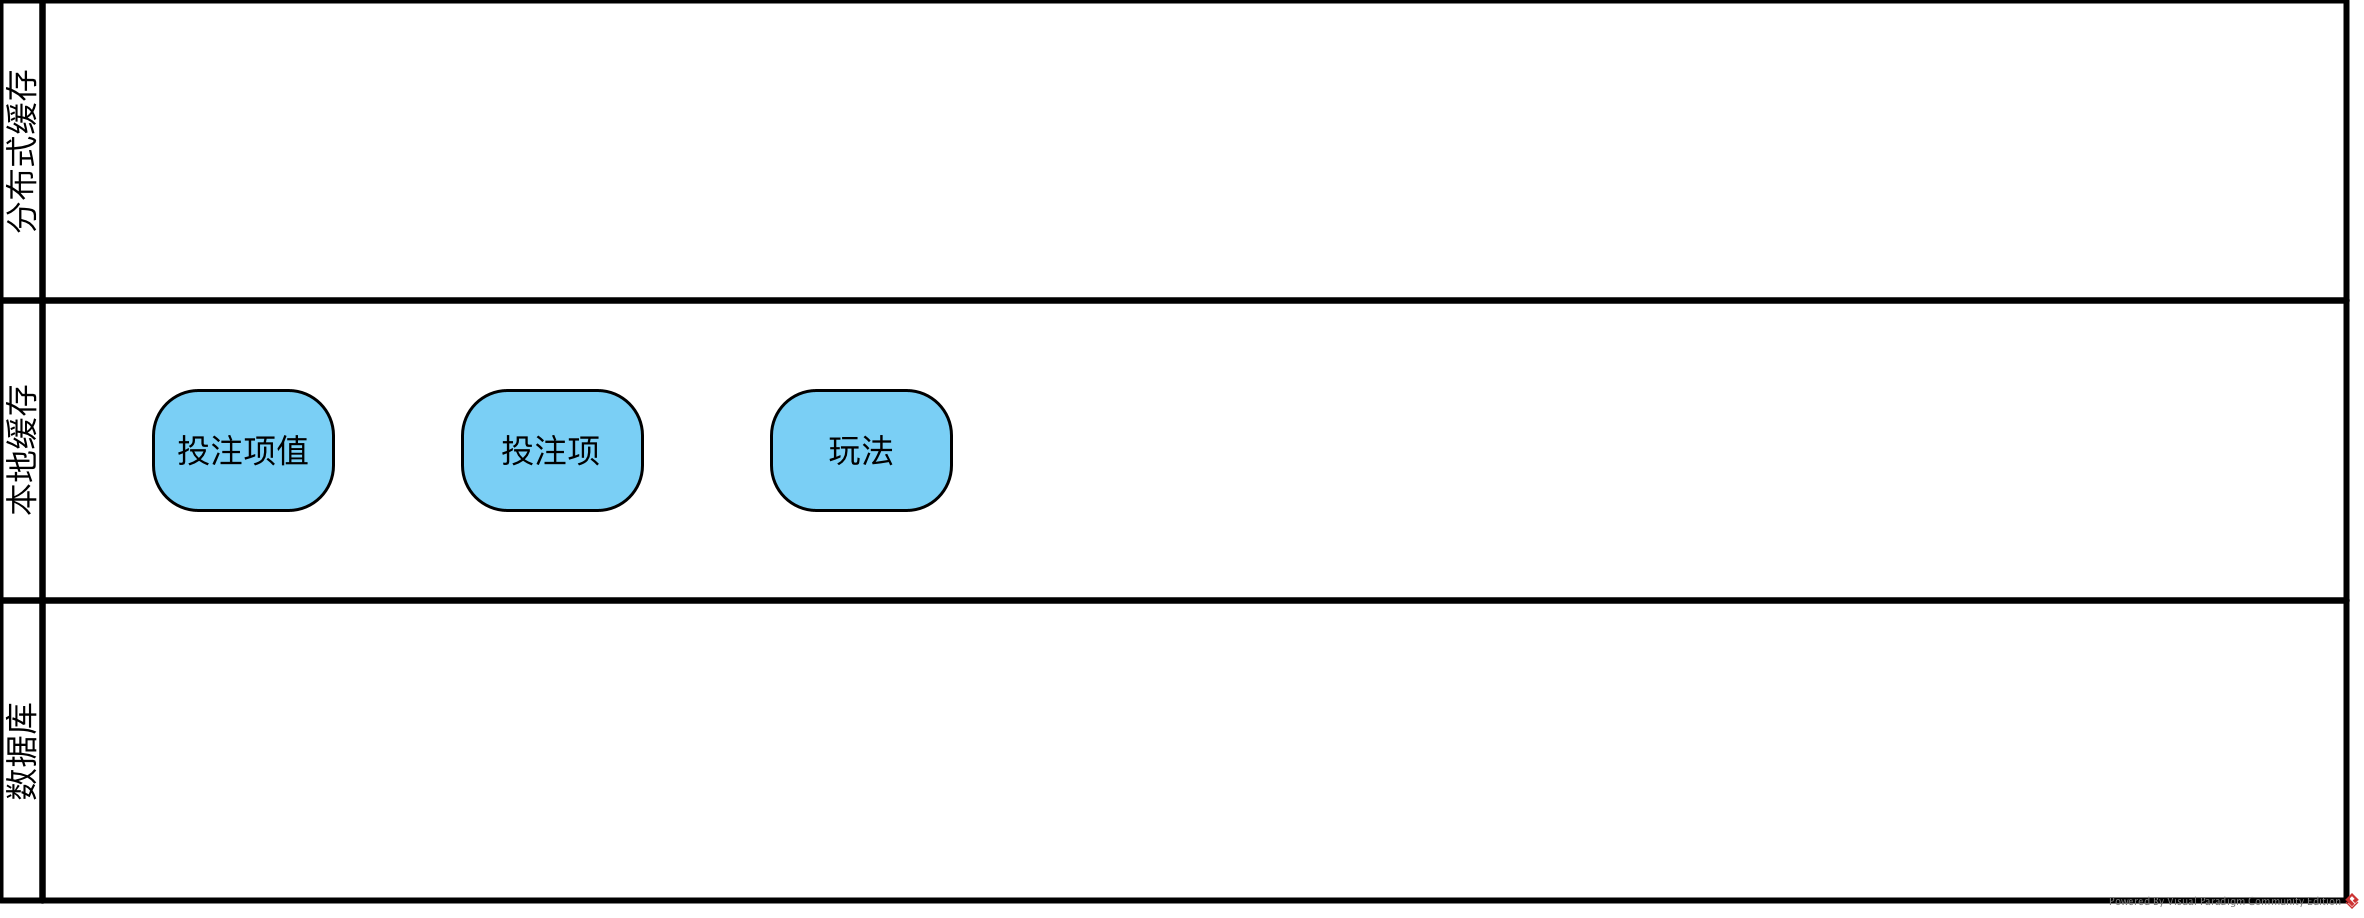 分布式缓存
本地缓存
投注项值
投注项
玩法
数据库
Powered By Visual Paradigm Community Edition